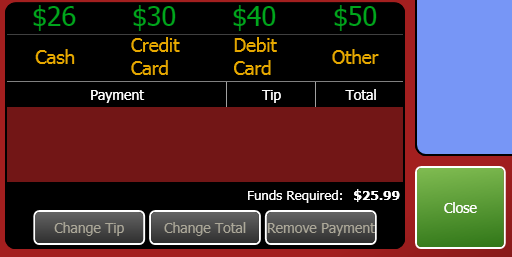 $26 $30 $40 $50
Cash Credit Card Debit Card Other
Payment Tip Total
Funds Required: $25.99
Change Tip Change Total Remove Payment
Close